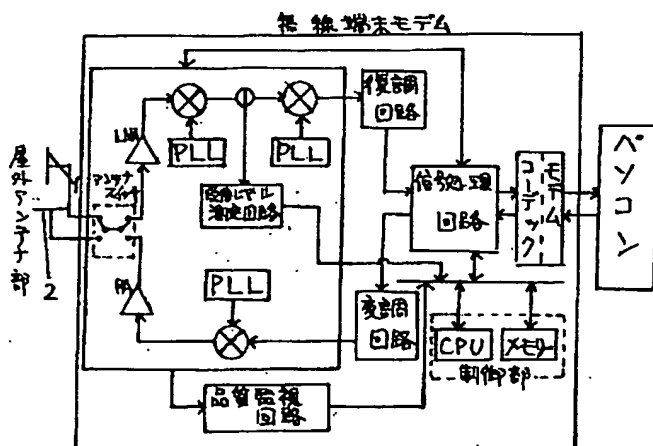 無線端末モデム
復調
回路
LNA
PLL
PLL
アンテナ
スイッチ
受信レベル
測定回路
信号処理
回路
コーデック
モデム
パソコン
屋外アンテナ部
2
PA
PLL
変調
回路
CPU
メモリー
制御部
品質監視
回路